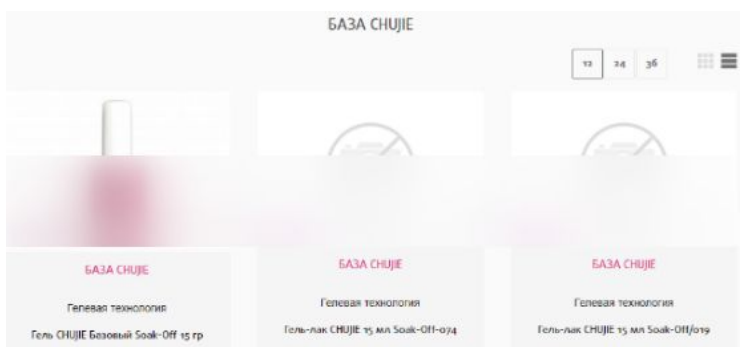 БАЗА CHUJIE
12 24 36
БАЗА CHUJIE
Гелевая технология
Гель CHUJIE Базовый Soak-Off 15 гр
БАЗА CHUJIE
Гелевая технология
Гель-лак CHUJIE 15 мл Soak-Off-074
БАЗА CHUJIE
Гелевая технология
Гель-лак CHUJIE 15 мл Soak-Off/019